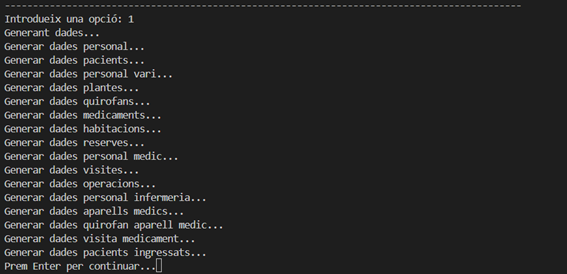 --------------------------------------------------------------------------------------------
Introdueix una opció: 1
Generant dades...
Generar dades personal...
Generar dades pacients...
Generar dades personal vari...
Generar dades plantes...
Generar dades quirofans...
Generar dades medicaments...
Generar dades habitacions...
Generar dades reserves...
Generar dades personal medic...
Generar dades visites...
Generar dades operacions...
Generar dades personal infermeria...
Generar dades aparells medics...
Generar dades quirofan aparell medic...
Generar dades visita medicament...
Generar dades pacients ingressats...
Prem Enter per continuar...